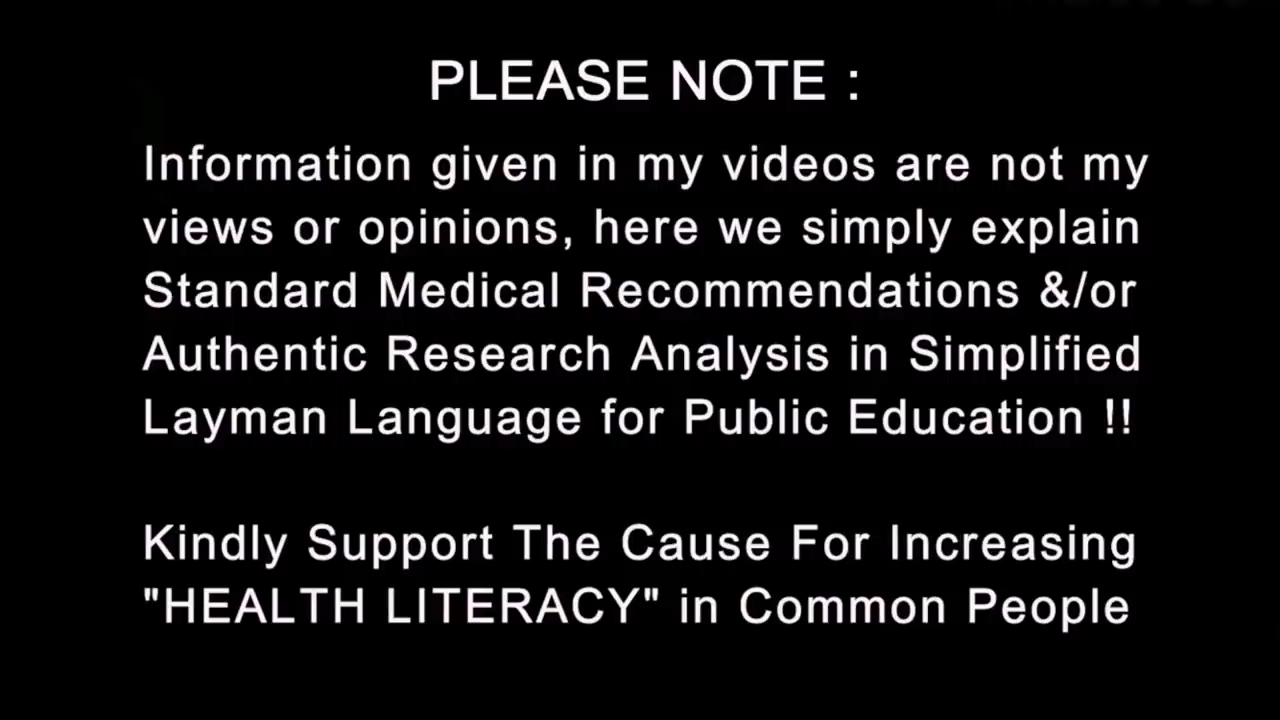 PLEASE NOTE :
Information given in my videos are not my
views or opinions, here we simply explain
Standard Medical Recommendations &/or
Authentic Research Analysis in Simplified
Layman Language for Public Education !!
Kindly Support The Cause For Increasing
"HEALTH LITERACY" in Common People